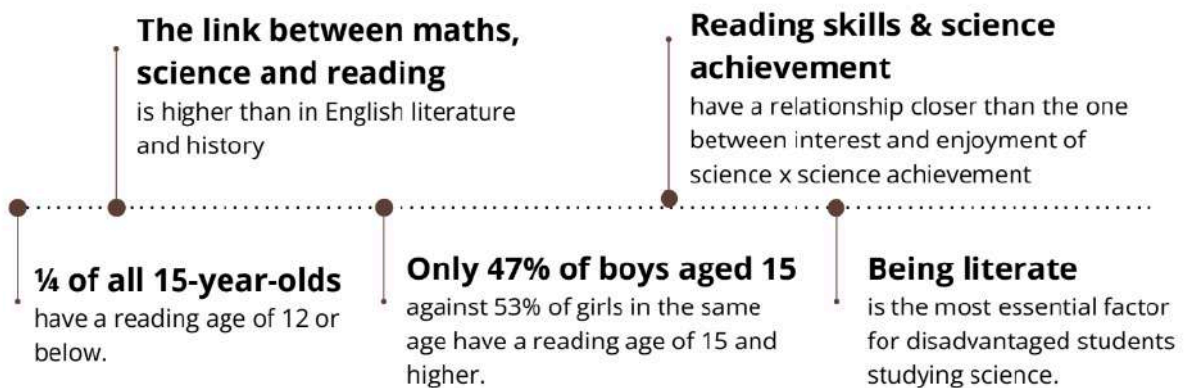 The link between maths,
science and reading
is higher than in English literature
and history
Reading skills & science
achievement
have a relationship closer than the one
between interest and enjoyment of
science x science achievement
¼ of all 15-year-olds
have a reading age of 12 or
below.
Only 47% of boys aged 15
against 53% of girls in the same
age have a reading age of 15 and
higher.
Being literate
is the most essential factor
for disadvantaged students
studying science.